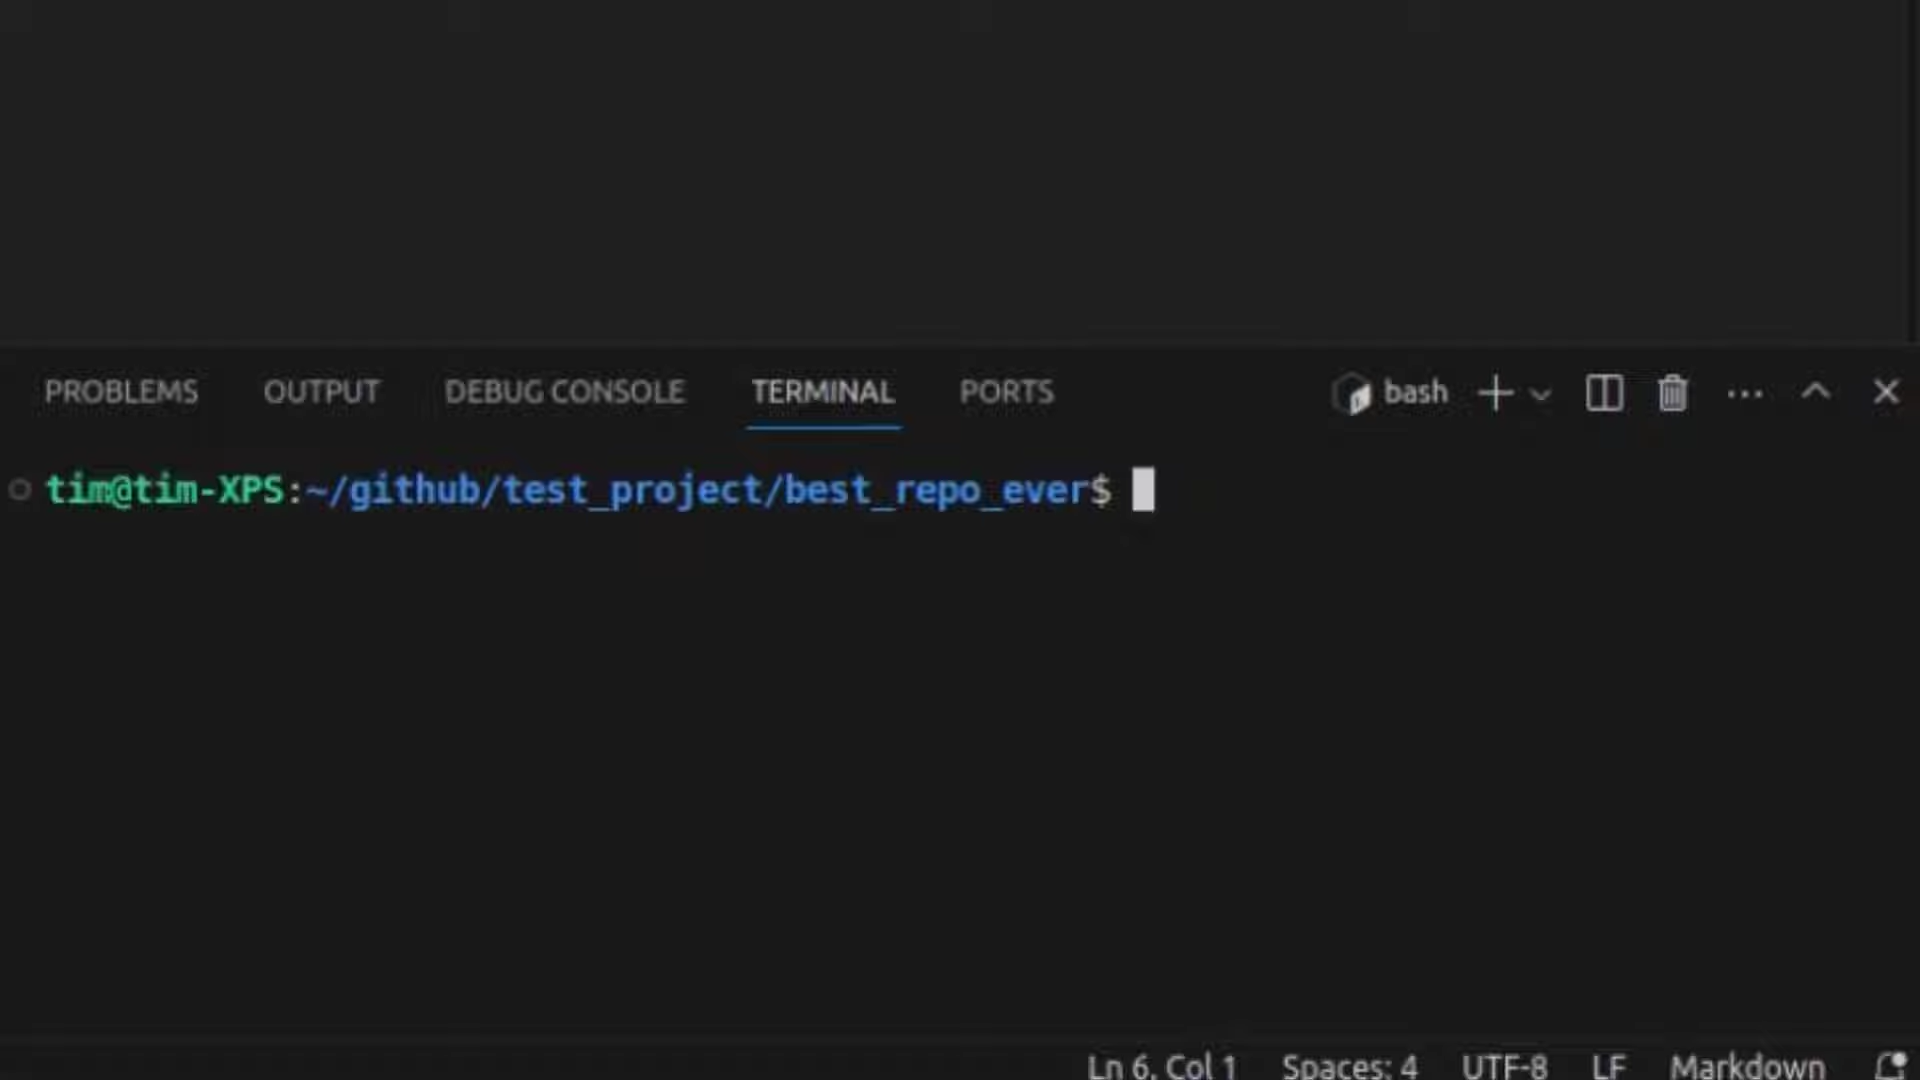 PROBLEMS OUTPUT DEBUG CONSOLE TERMINAL PORTS bash
tim@tim-XPS:~/github/test_project/best_repo_ever$
Ln 6, Col 1 Spaces: 4 UTF-8 LF Markdown